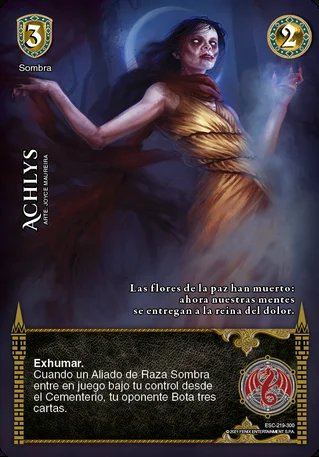 3
2
Sombra
ACHLYS
ARTE: JOYCE MAUREIRA
Las flores de la paz han muerto:
ahora nuestras mentes
se entregan a la reina del dolor.
Exhumar.
Cuando un Aliado de Raza Sombra
entre en juego bajo tu control desde
el Cementerio, tu oponente Bota tres
cartas.
ESC-219-300
©2021 FENIX ENTERTAINMENT S.P.A.